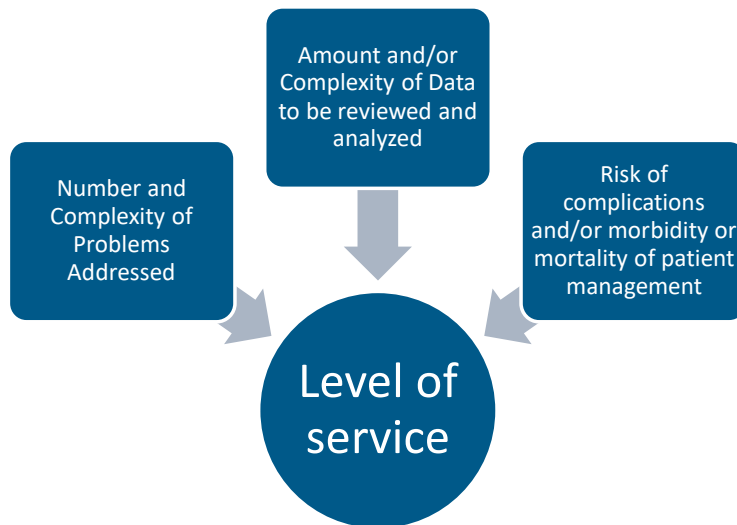 Amount and/or
Complexity of Data
to be reviewed and
analyzed
Number and
Complexity of
Problems
Addressed
Risk of
complications
and/or morbidity or
mortality of patient
management
Level of
service